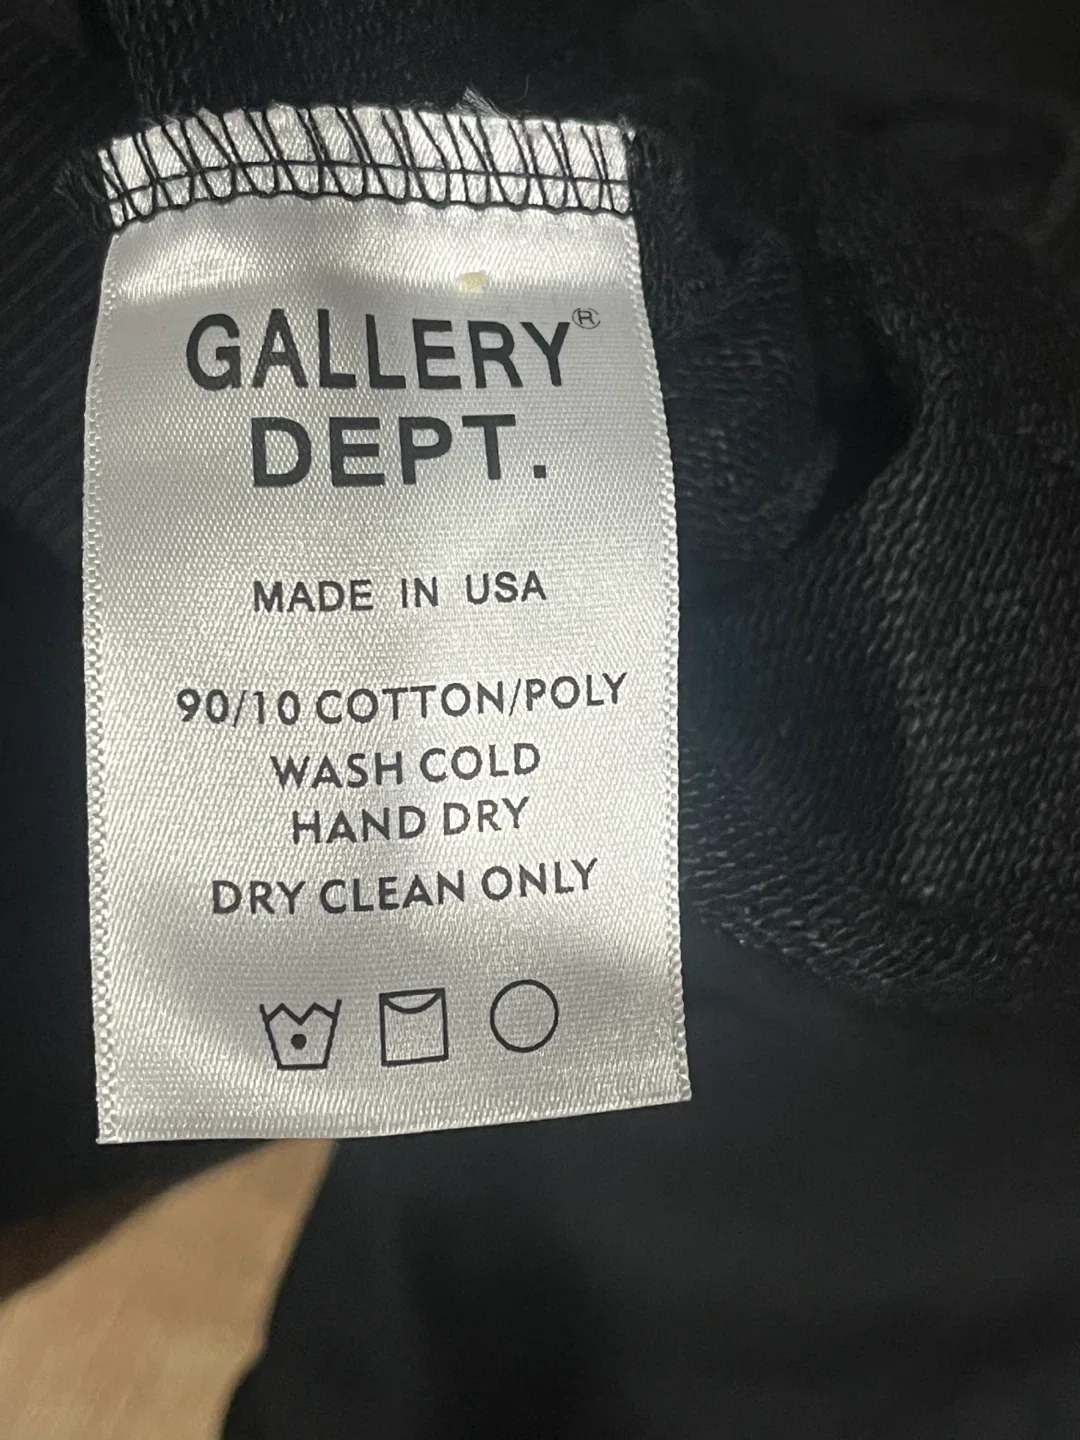 GALLERY®
DEPT.
MADE IN USA
90/10 COTTON/POLY
WASH COLD
HAND DRY
DRY CLEAN ONLY